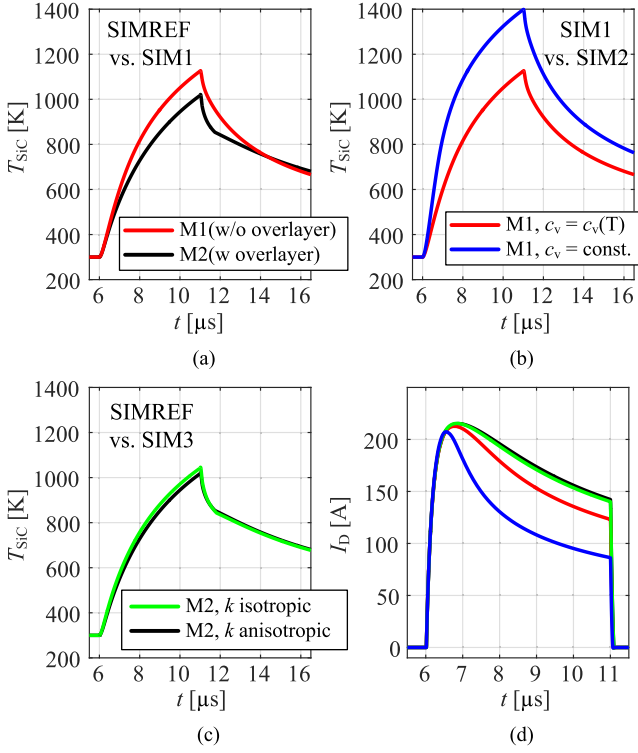 SIMREF
vs. SIM1
1400
1200
1000
800
600
400
200
T_SiC [K]
M1(w/o overlayer)
M2(w overlayer)
6 8 10 12 14 16
t [µs]
(a)
SIM1
vs. SIM2
1400
1200
1000
800
600
400
200
T_SiC [K]
M1, c_v = c_v(T)
M1, c_v = const.
6 8 10 12 14 16
t [µs]
(b)
SIMREF
vs. SIM3
1400
1200
1000
800
600
400
200
T_SiC [K]
M2, k isotropic
M2, k anisotropic
6 8 10 12 14 16
t [µs]
(c)
200
150
100
50
0
I_D [A]
6 7 8 9 10 11
t [µs]
(d)